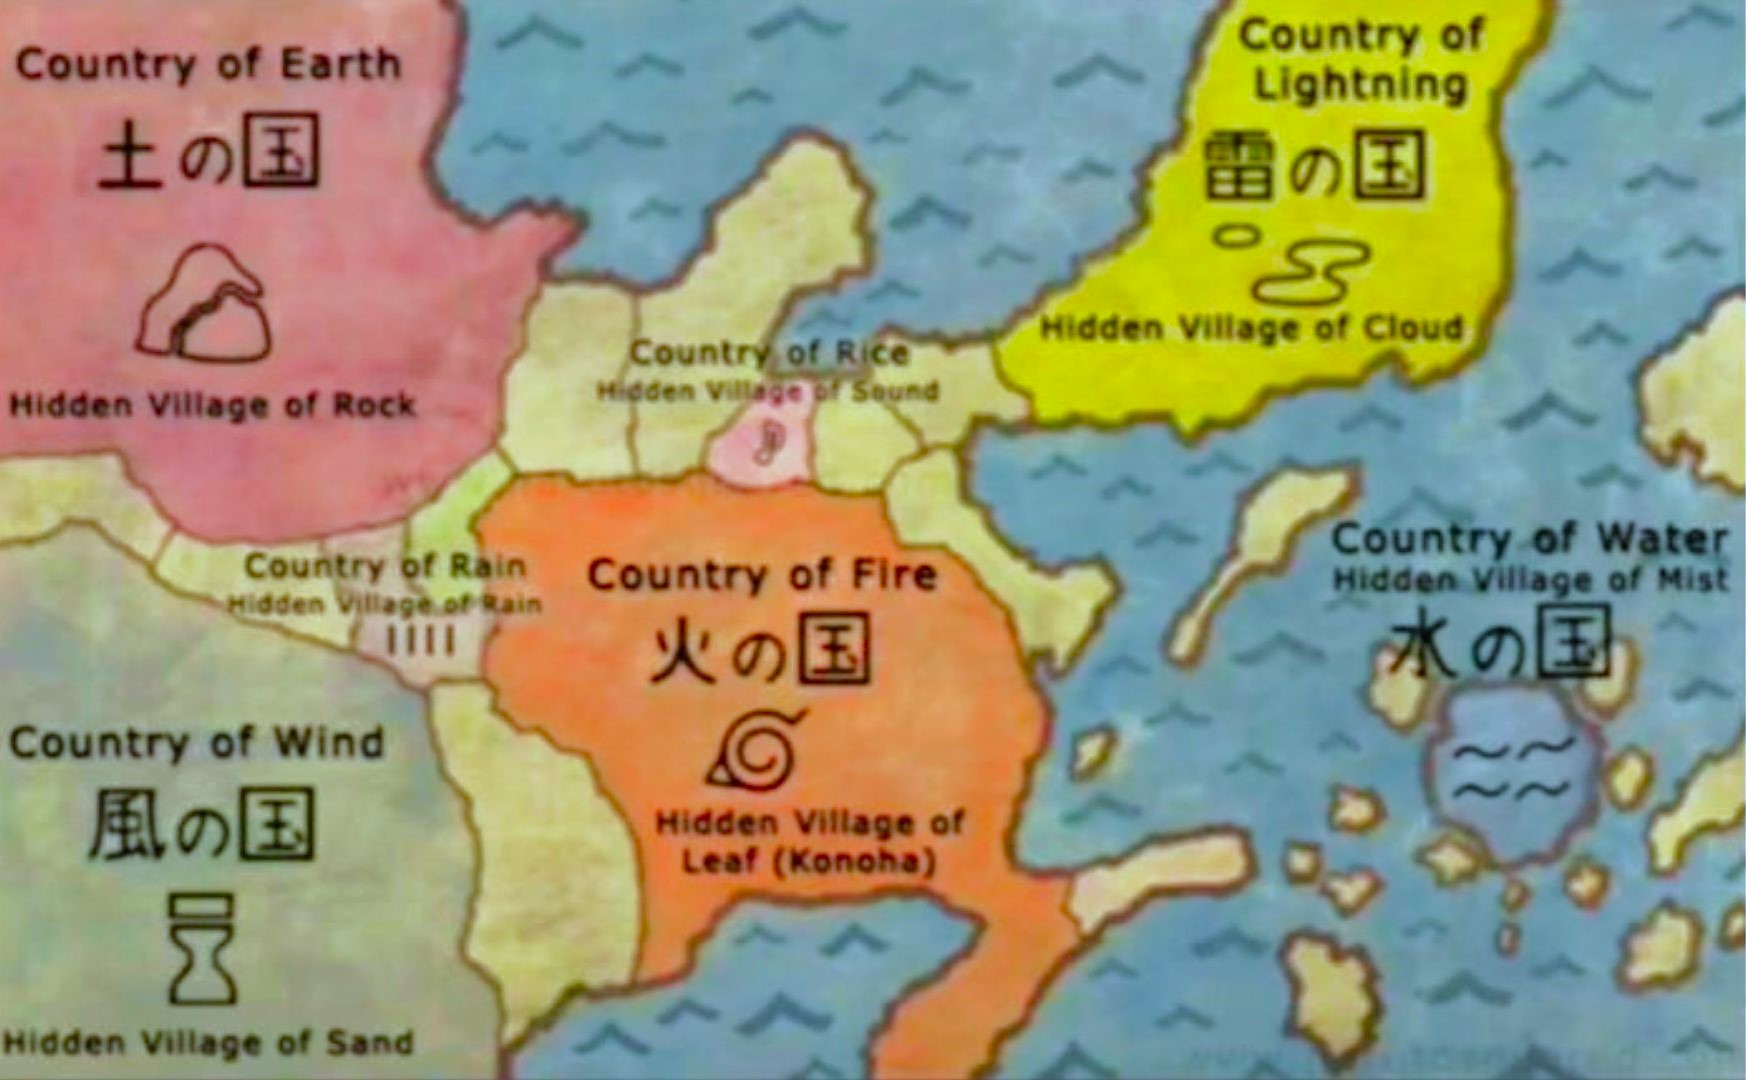 Country of Earth
土の国
Hidden Village of Rock
Country of
Lightning
雷の国
Hidden Village of Cloud
Country of Rice
Hidden Village of Sound
Country of Rain
Hidden Village of Rain
Country of Fire
火の国
Hidden Village of
Leaf (Konoha)
Country of Water
Hidden Village of Mist
水の国
Country of Wind
風の国
Hidden Village of Sand